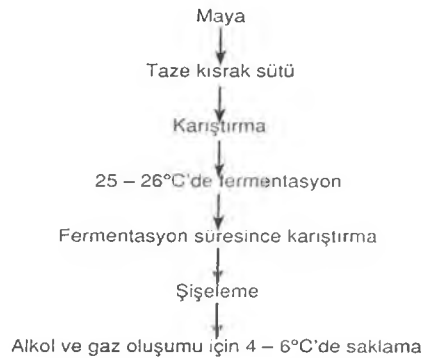 Maya
Taze kısrak sütü
Karıştırma
25 – 26°C'de fermentasyon
Fermentasyon süresince karıştırma
Şişeleme
Alkol ve gaz oluşumu için 4 – 6°C'de saklama